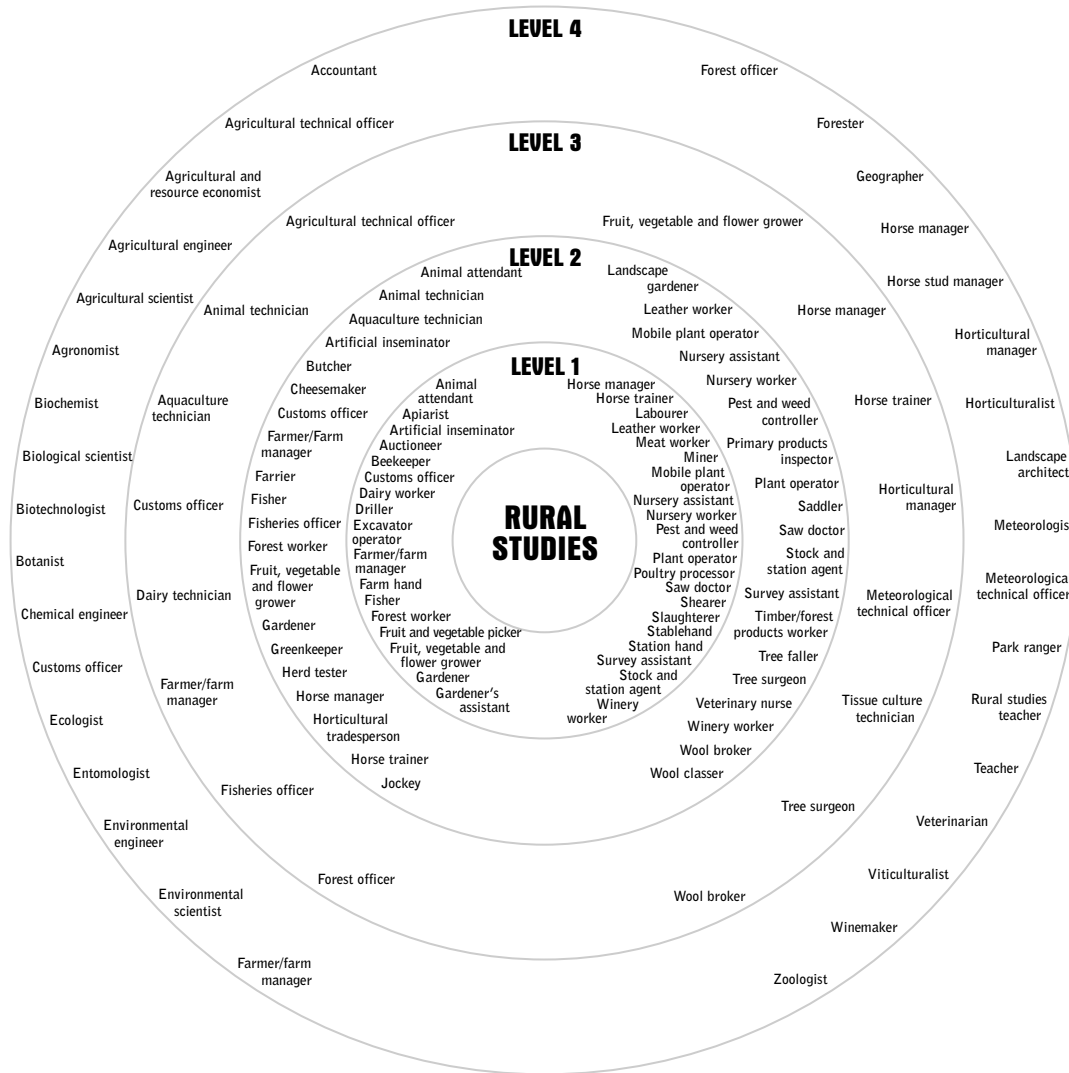 LEVEL 4
Accountant
Agricultural technical officer
Agricultural and
resource economist
Agricultural engineer
Agricultural scientist
Agronomist
Biochemist
Biological scientist
Biotechnologist
Botanist
Chemical engineer
Customs officer
Ecologist
Entomologist
Environmental
engineer
Environmental
scientist
Farmer/farm
manager
Forest officer
Forester
Geographer
Horse manager
Horse stud manager
Horticultural
manager
Horticulturalist
Landscape
architect
Meteorologis
Meteorologica
technical officer
Park ranger
Rural studies
teacher
Teacher
Veterinarian
Viticulturalist
Winemaker
Zoologist
LEVEL 3
Agricultural technical officer
Animal technician
Aquaculture
technician
Customs officer
Dairy technician
Farmer/farm
manager
Fisheries officer
Forest officer
Fruit, vegetable and flower grower
Horse manager
Horse trainer
Horticultural
manager
Meteorological
technical officer
Tissue culture
technician
Tree surgeon
Wool broker
LEVEL 2
Animal attendant
Animal technician
Aquaculture technician
Artificial inseminator
Butcher
Cheesemaker
Customs officer
Farmer/Farm
manager
Farrier
Fisher
Fisheries officer
Forest worker
Fruit, vegetable
and flower
grower
Gardener
Greenkeeper
Herd tester
Horse manager
Horticultural
tradesperson
Horse trainer
Jockey
Landscape
gardener
Leather worker
Mobile plant operator
Nursery assistant
Nursery worker
Pest and weed
controller
Primary products
inspector
Plant operator
Saddler
Saw doctor
Stock and
station agent
Survey assistant
Timber/forest
products worker
Tree faller
Tree surgeon
Veterinary nurse
Winery worker
Wool broker
Wool classer
LEVEL 1
Animal
attendant
Apiarist
Artificial inseminator
Auctioneer
Beekeeper
Customs officer
Dairy worker
Driller
Excavator
operator
Farmer/farm
manager
Farm hand
Fisher
Forest worker
Fruit and vegetable picker
Fruit, vegetable and
flower grower
Gardener
Gardener's
assistant
Horse manager
Horse trainer
Labourer
Leather worker
Meat worker
Miner
Mobile plant
operator
Nursery assistant
Nursery worker
Pest and weed
controller
Plant operator
Poultry processor
Saw doctor
Shearer
Slaughterer
Stablehand
Station hand
Survey assistant
Stock and
station agent
Winery
worker
RURAL
STUDIES